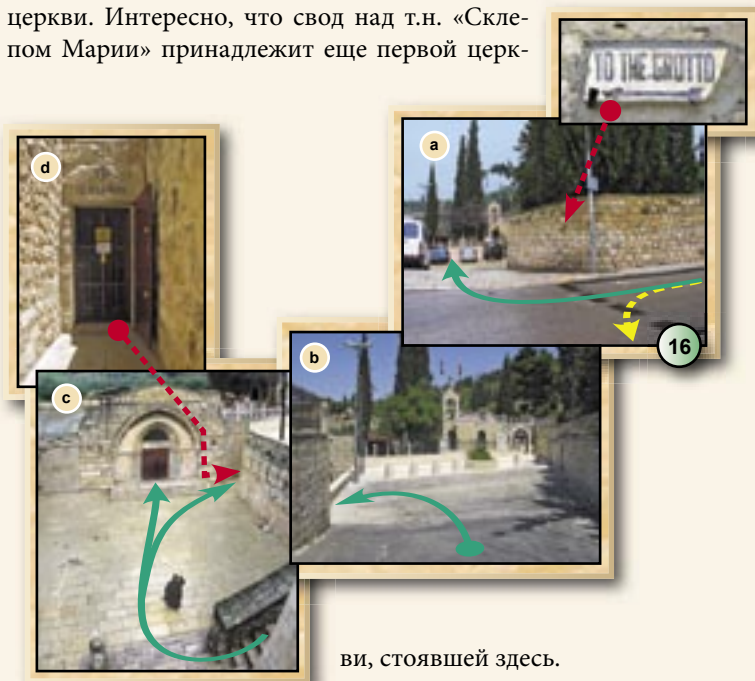 церкви. Интересно, что свод над т.н. «Скле-
пом Марии» принадлежит еще первой церк-
TO THE GROTTO
d
a
16
b
c
ви, стоявшей здесь.